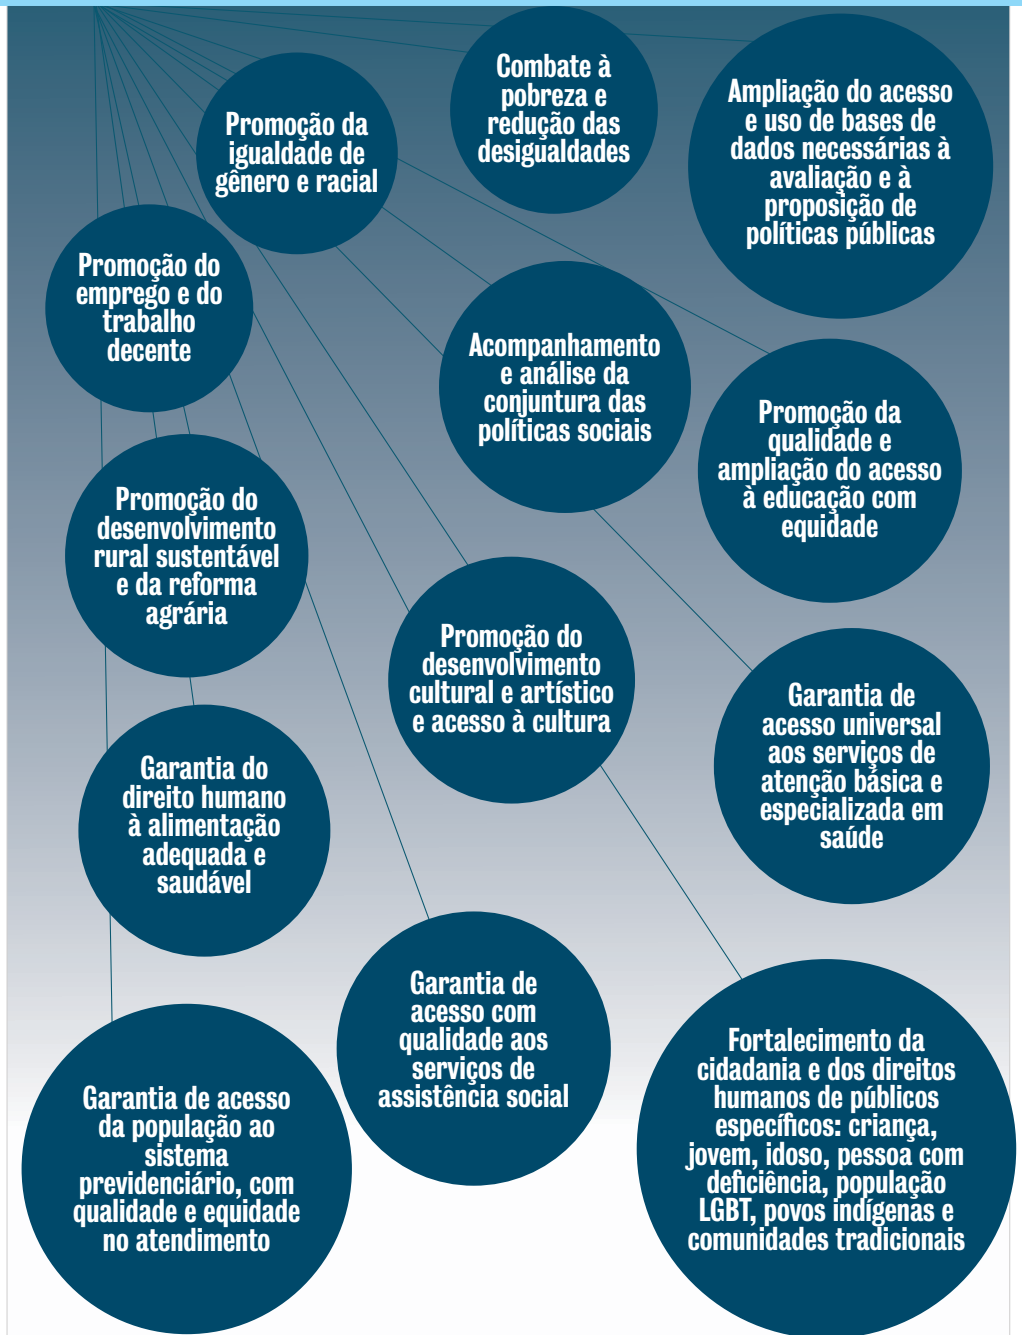 Combate à
pobreza e
redução das
desigualdades
Ampliação do acesso
e uso de bases de
dados necessárias à
avaliação e à
proposição de
políticas públicas
Promoção da
igualdade de
gênero e racial
Promoção do
emprego e do
trabalho
decente
Acompanhamento
e análise da
conjuntura das
políticas sociais
Promoção da
qualidade e
ampliação do acesso
à educação com
equidade
Promoção do
desenvolvimento
rural sustentável
e da reforma
agrária
Promoção do
desenvolvimento
cultural e artístico
e acesso à cultura
Garantia de
acesso universal
aos serviços de
atenção básica e
especializada em
saúde
Garantia do
direito humano
à alimentação
adequada e
saudável
Garantia de
acesso com
qualidade aos
serviços de
assistência social
Fortalecimento da
cidadania e dos direitos
humanos de públicos
específicos: criança,
jovem, idoso, pessoa com
deficiência, população
LGBT, povos indígenas e
comunidades tradicionais
Garantia de acesso
da população ao
sistema
previdenciário, com
qualidade e equidade
no atendimento